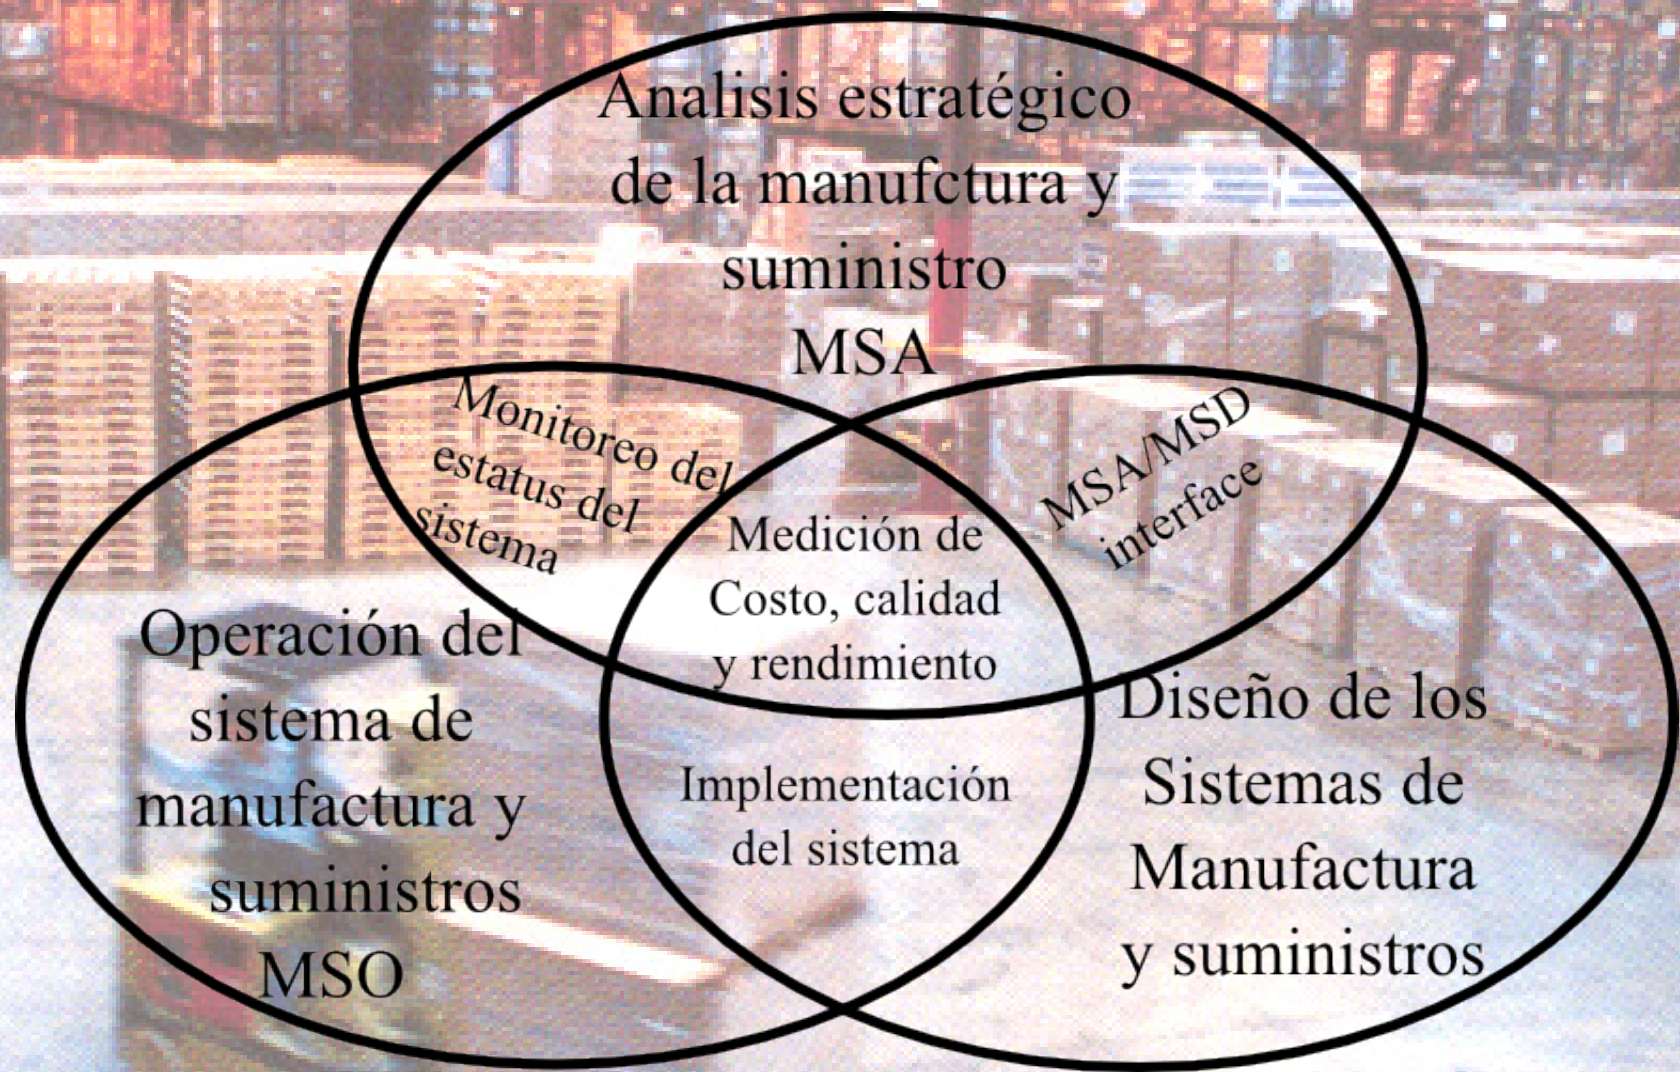 Analisis estratégico
de la manufctura y
suministro
MSA
Monitoreo del
estatus del
sistema
MSA/MSD
interface
Medición de
Costo, calidad
y rendimiento
Operación del
sistema de
manufactura y
suministros
MSO
Diseño de los
Sistemas de
Manufactura
y suministros
Implementación
del sistema